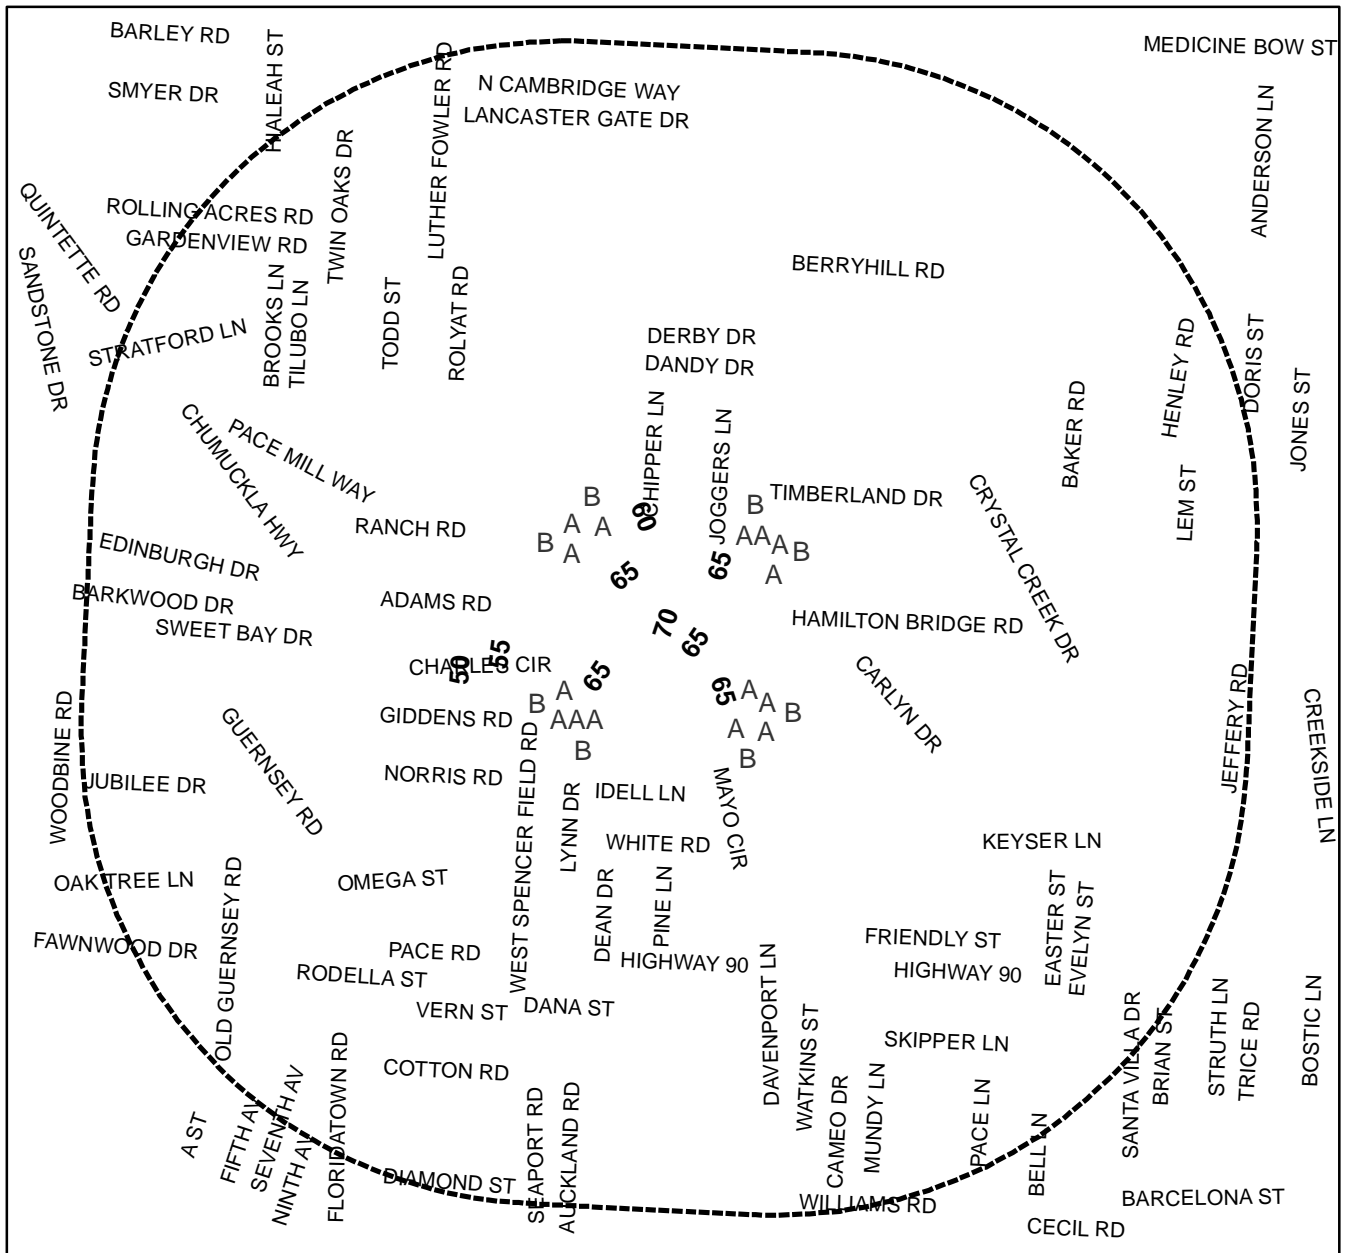 BARLEY RD
HIALEAH ST
MEDICINE BOW ST
SMYER DR
LUTHER FOWLER RD
N CAMBRIDGE WAY
LANCASTER GATE DR
ANDERSON LN
TWIN OAKS DR
QUINTETTE RD
ROLLING ACRES RD
GARDENVIEW RD
SANDSTONE DR
BROOKS LN
TILUBO LN
TODD ST
ROLYAT RD
BERRYHILL RD
STRATFORD LN
DERBY DR
DANDY DR
HENLEY RD
DORIS ST
JONES ST
BAKER RD
CHIPPER LN
JOGGERS LN
CHUMUCKLA HWY
PACE MILL WAY
RANCH RD
TIMBERLAND DR
CRYSTAL CREEK DR
LEM ST
B
A
A
B
A
60
B
A
A
A
B
A
65
65
EDINBURGH DR
BARKWOOD DR
SWEET BAY DR
ADAMS RD
HAMILTON BRIDGE RD
70
65
CHARLES CIR
50
55
65
65
CARLYN DR
A
B
AAA
B
A
A
B
A
A
B
GIDDENS RD
WOODBINE RD
GUERNSEY RD
WEST SPENCER FIELD RD
JEFFERY RD
CREEKSIDE LN
JUBILEE DR
NORRIS RD
LYNN DR
IDELL LN
MAYO CIR
WHITE RD
KEYSER LN
OAK TREE LN
OLD GUERNSEY RD
OMEGA ST
DEAN DR
PINE LN
EASTER ST
EVELYN ST
FAWNWOOD DR
PACE RD
RODELLA ST
HIGHWAY 90
FRIENDLY ST
HIGHWAY 90
DAVENPORT LN
VERN ST
DANA ST
WATKINS ST
SKIPPER LN
SANTA VILLA DR
BRIAN ST
STRUTH LN
TRICE RD
BOSTIC LN
COTTON RD
FLORIDATOWN RD
A ST
FIFTH AV
SEVENTH AV
NINTH AV
SEAPORT RD
AUCKLAND RD
CAMEO DR
MUNDY LN
PACE LN
BELL LN
DIAMOND ST
WILLIAMS RD
BARCELONA ST
CECIL RD